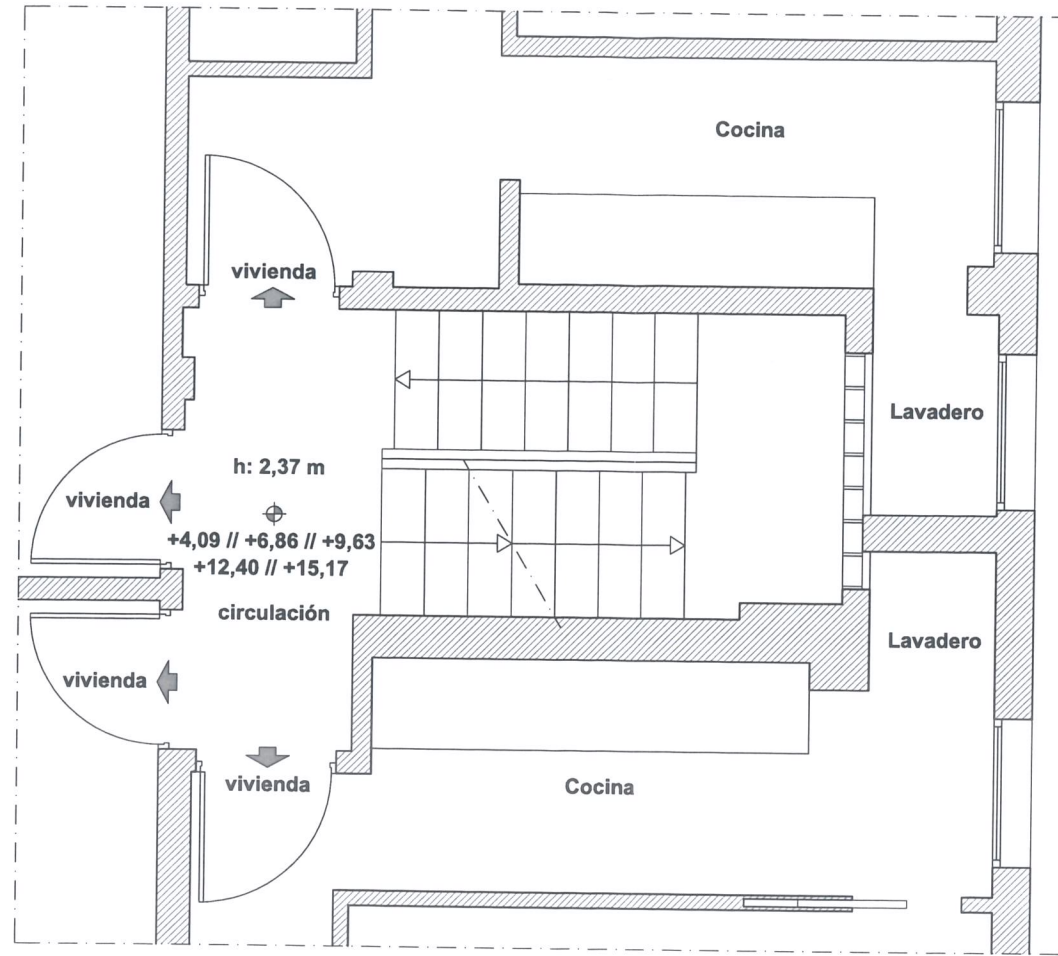 Cocina
vivienda
Lavadero
h: 2,37 m
vivienda
+4,09 // +6,86 // +9,63
+12,40 // +15,17
circulación
Lavadero
vivienda
vivienda
Cocina